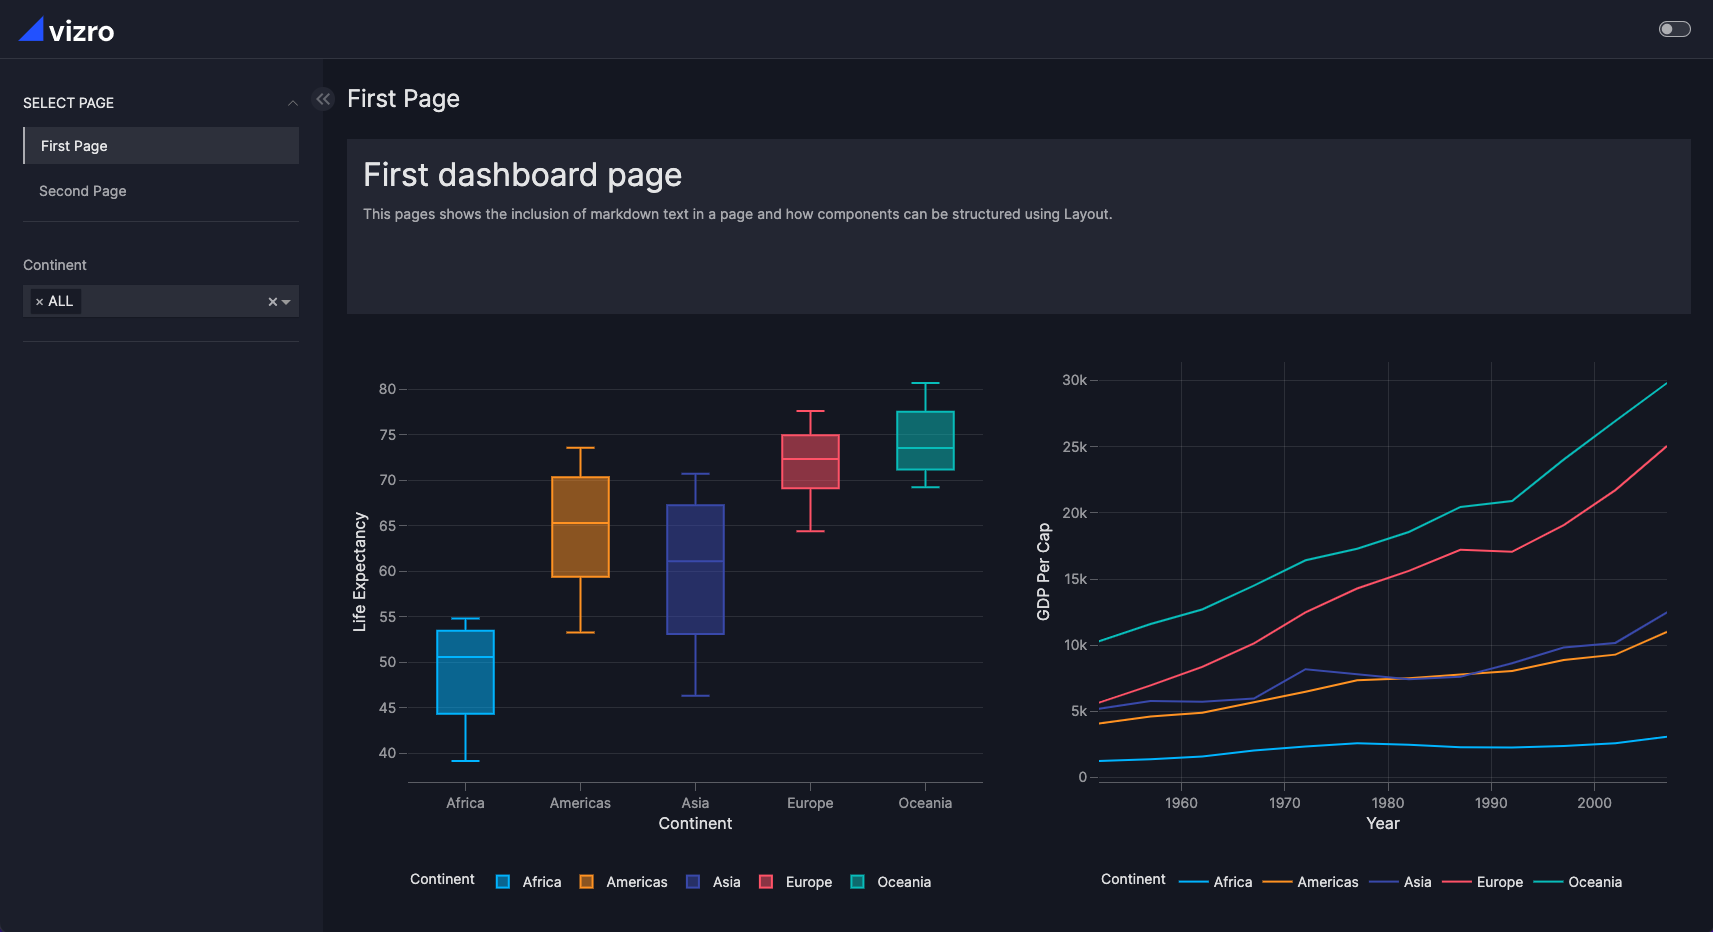 vizro
SELECT PAGE
First Page
Second Page
Continent
× ALL
First Page
First dashboard page
This pages shows the inclusion of markdown text in a page and how components can be structured using Layout.
80
75
70
65
60
55
50
45
40
Life Expectancy
Africa Americas Asia Europe Oceania
Continent
Continent Africa Americas Asia Europe Oceania
30k
25k
20k
15k
10k
5k
0
GDP Per Cap
1960 1970 1980 1990 2000
Year
Continent Africa Americas Asia Europe Oceania